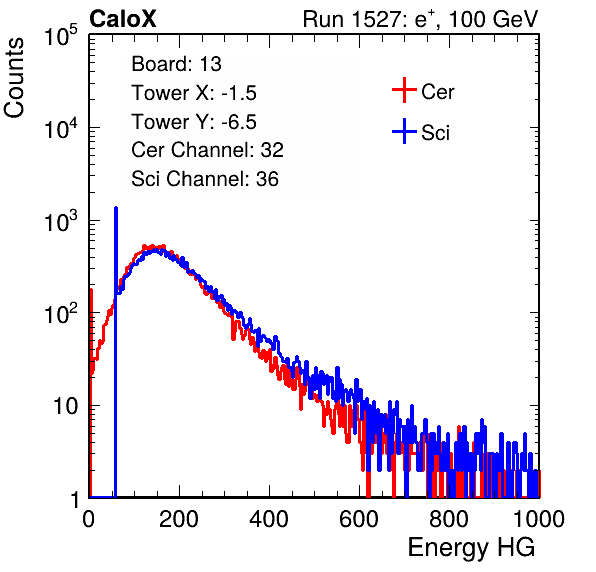 CaloX Run 1527: e+, 100 GeV
Counts
Board: 13
Tower X: -1.5
Tower Y: -6.5
Cer Channel: 32
Sci Channel: 36
Cer
Sci
10^5
10^4
10^3
10^2
10
1
0 200 400 600 800 1000
Energy HG